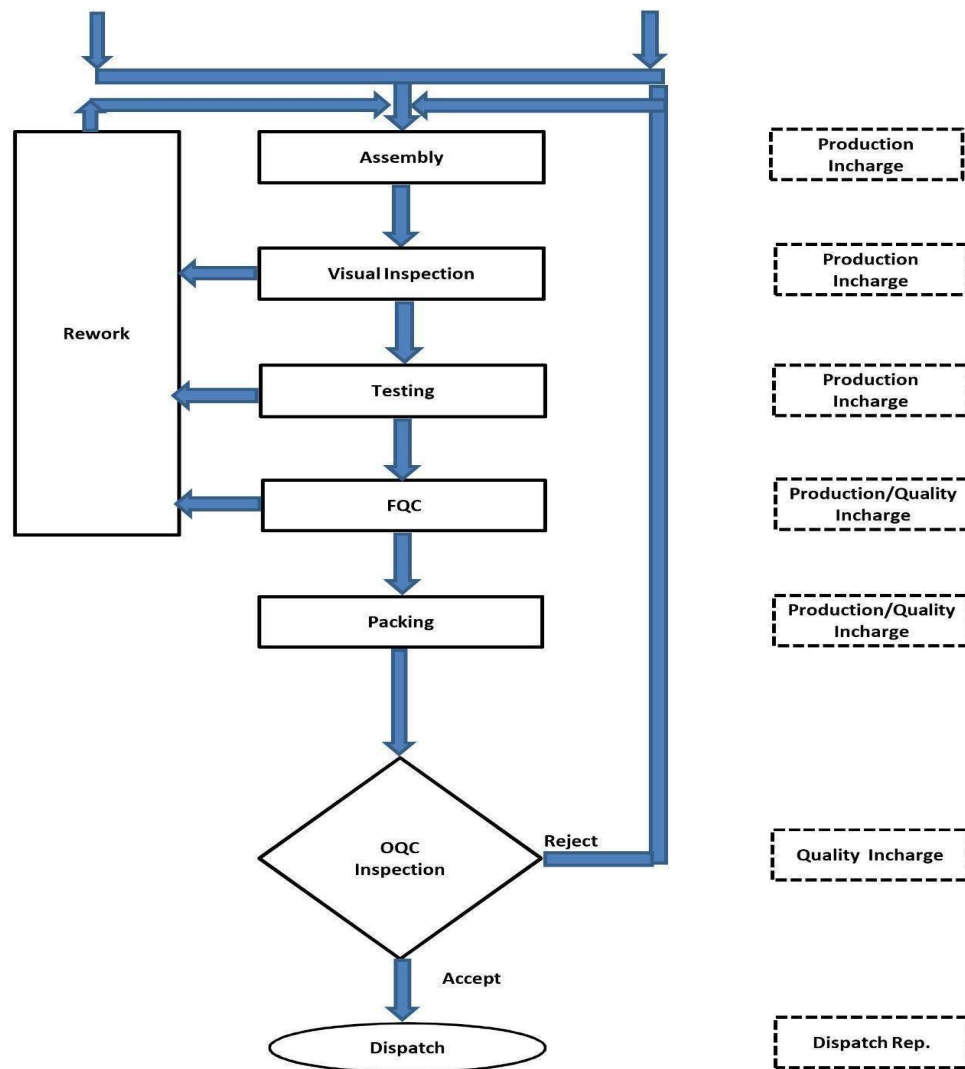 Assembly
Production
Incharge
Visual Inspection
Production
Incharge
Rework
Testing
Production
Incharge
FQC
Production/Quality
Incharge
Packing
Production/Quality
Incharge
OQC
Inspection
Reject
Quality Incharge
Accept
Dispatch
Dispatch Rep.